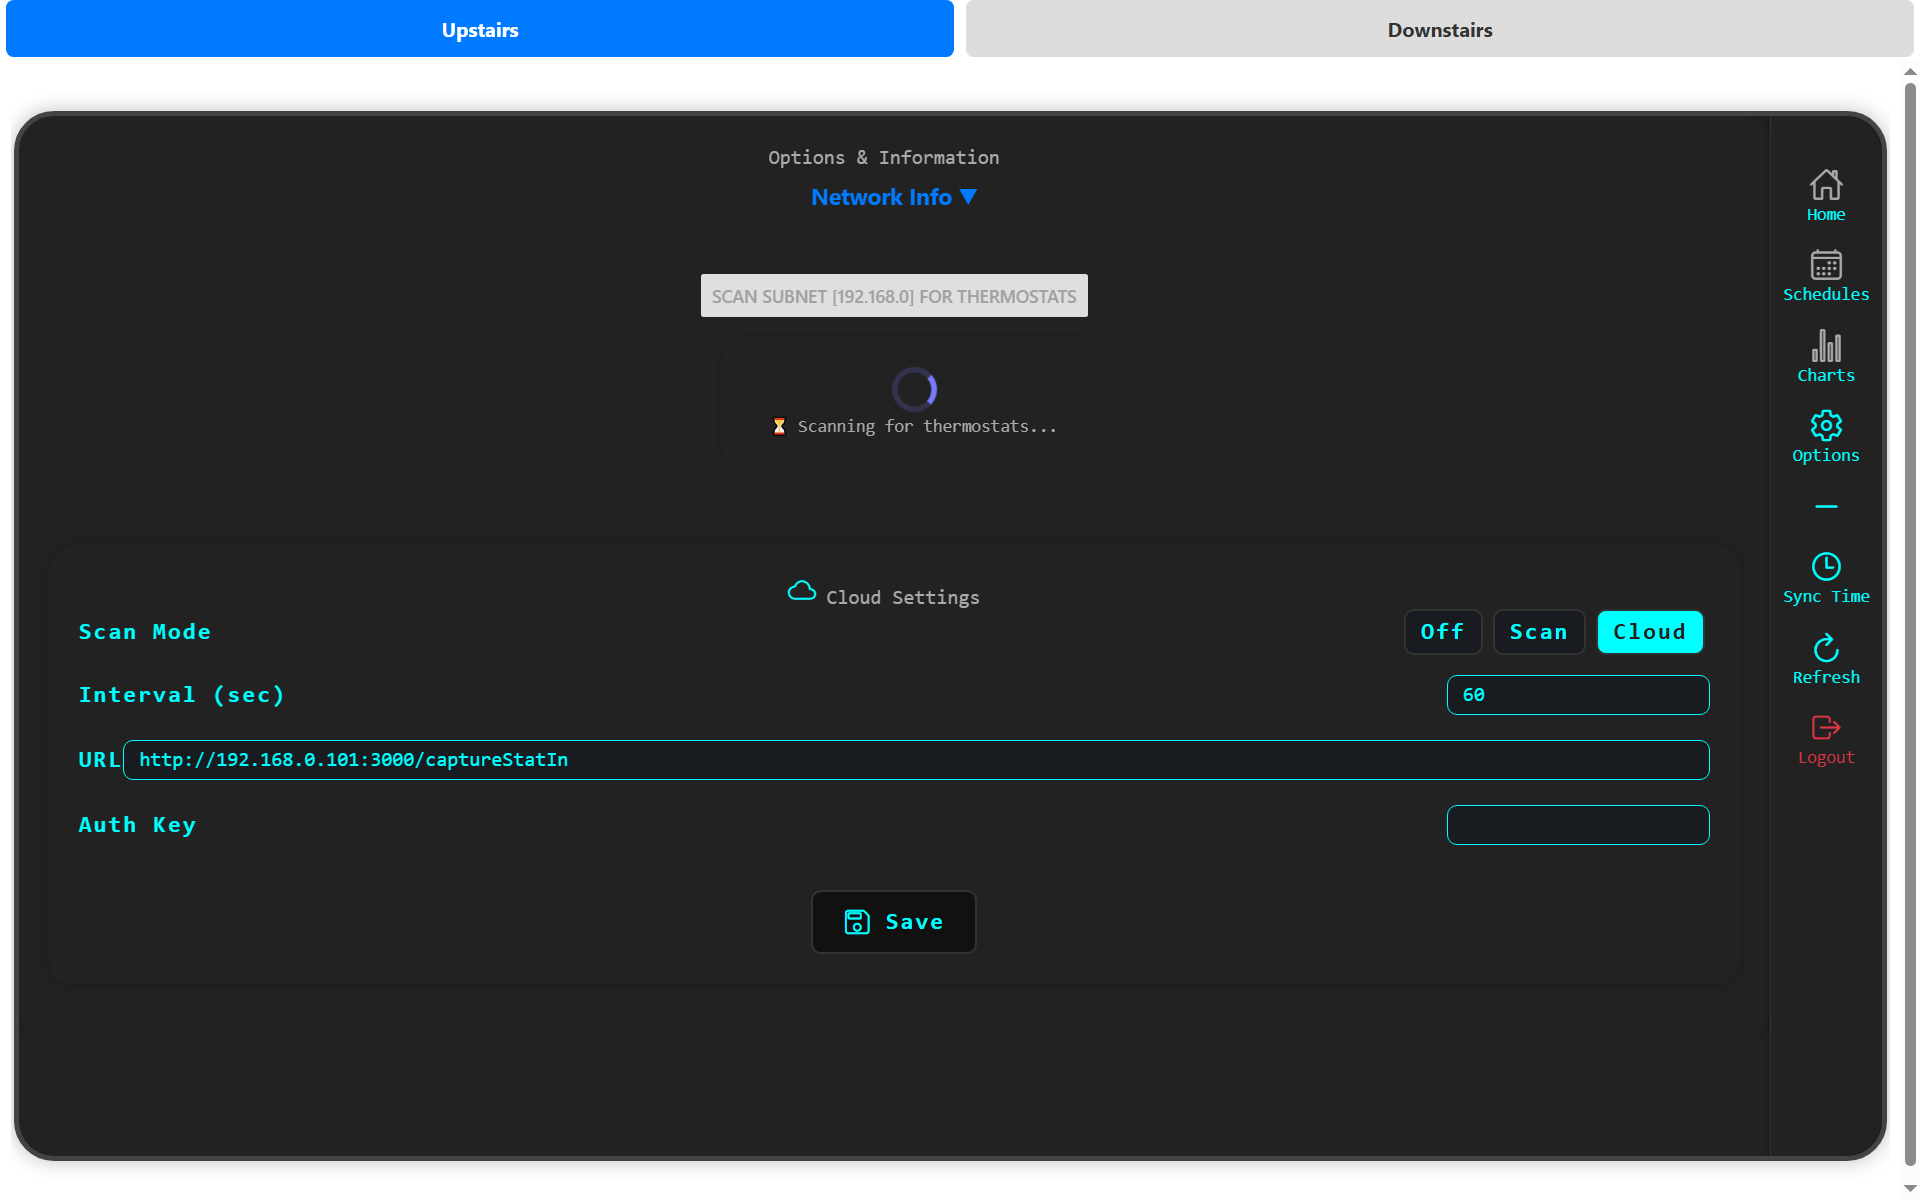 Upstairs
Downstairs
Options & Information
Network Info ▼
SCAN SUBNET [192.168.0] FOR THERMOSTATS
⏳ Scanning for thermostats...
Cloud Settings
Scan Mode
Off
Scan
Cloud
Interval (sec)
60
URL
http://192.168.0.101:3000/captureStatIn
Auth Key
Save
Home
Schedules
Charts
Options
Sync Time
Refresh
Logout